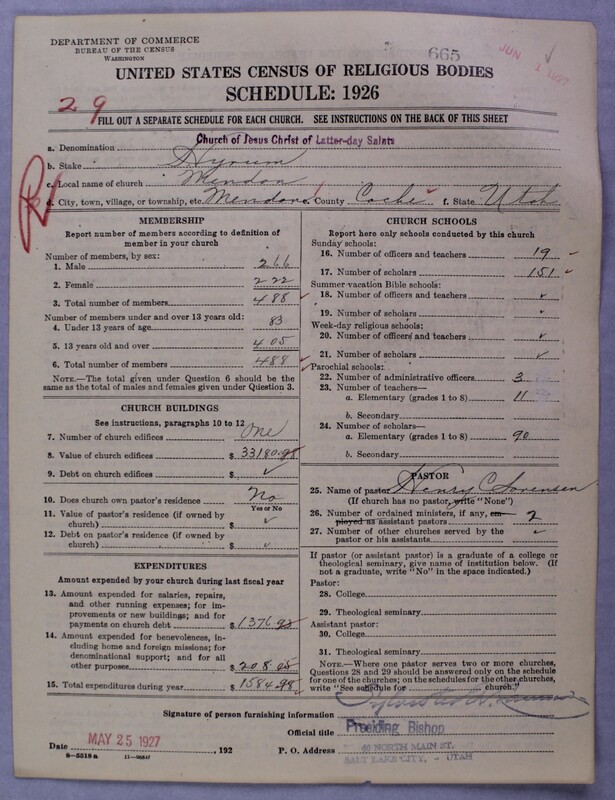 DEPARTMENT OF COMMERCE
BUREAU OF THE CENSUS
WASHINGTON
665
JUN 1 1927
UNITED STATES CENSUS OF RELIGIOUS BODIES
SCHEDULE: 1926
29
FILL OUT A SEPARATE SCHEDULE FOR EACH CHURCH. SEE INSTRUCTIONS ON THE BACK OF THIS SHEET
a. Denomination Church of Jesus Christ of Latter-day Saints
b. Stake Hyrum
c. Local name of church Mendon
d. City, town, village, or township, etc. Mendon e. County Cache f. State Utah
MEMBERSHIP
Report number of members according to definition of member in your church
Number of members, by sex:
1. Male 266
2. Female 222
3. Total number of members 488
Number of members under and over 13 years old:
4. Under 13 years of age 83
5. 13 years old and over 405
6. Total number of members 488
NOTE.—The total given under Question 6 should be the same as the total of males and females given under Question 3.
CHURCH BUILDINGS
See instructions, paragraphs 10 to 12
7. Number of church edifices One
8. Value of church edifices $ 33180.98
9. Debt on church edifices $
10. Does church own pastor's residence No
Yes or No
11. Value of pastor's residence (if owned by church) $
12. Debt on pastor's residence (if owned by church) $
EXPENDITURES
Amount expended by your church during last fiscal year
13. Amount expended for salaries, repairs, and other running expenses; for improvements or new buildings; and for payments on church debt $ 1376.93
14. Amount expended for benevolences, including home and foreign missions; for denominational support; and for all other purposes $ 208.05
15. Total expenditures during year $ 1584.98
CHURCH SCHOOLS
Report here only schools conducted by this church
Sunday schools:
16. Number of officers and teachers 19
17. Number of scholars 151
Summer vacation Bible schools:
18. Number of officers and teachers
19. Number of scholars
Week-day religious schools:
20. Number of officers and teachers
21. Number of scholars
Parochial schools:
22. Number of administrative officers 3
23. Number of teachers—
a. Elementary (grades 1 to 8) 11
b. Secondary
24. Number of scholars—
a. Elementary (grades 1 to 8) 90
b. Secondary
PASTOR
25. Name of pastor Henry C. Sorensen
(If church has no pastor, write "None")
26. Number of ordained ministers, if any, employed as assistant pastors 2
27. Number of other churches served by the pastor or his assistants
If pastor (or assistant pastor) is a graduate of a college or theological seminary, give name of institution below. (If not a graduate, write "No" in the space indicated.)
Pastor:
28. College
29. Theological seminary
Assistant pastor:
30. College
31. Theological seminary
NOTE.—Where one pastor serves two or more churches, Questions 28 and 29 should be answered only on the schedule for one of the churches; on the schedules for the other churches, write "See schedule for church."
Signature of person furnishing information
Official title Presiding Bishop
Date MAY 25 1927, 192 P. O. Address 40 NORTH MAIN ST.
SALT LAKE CITY, - UTAH
8-5518a